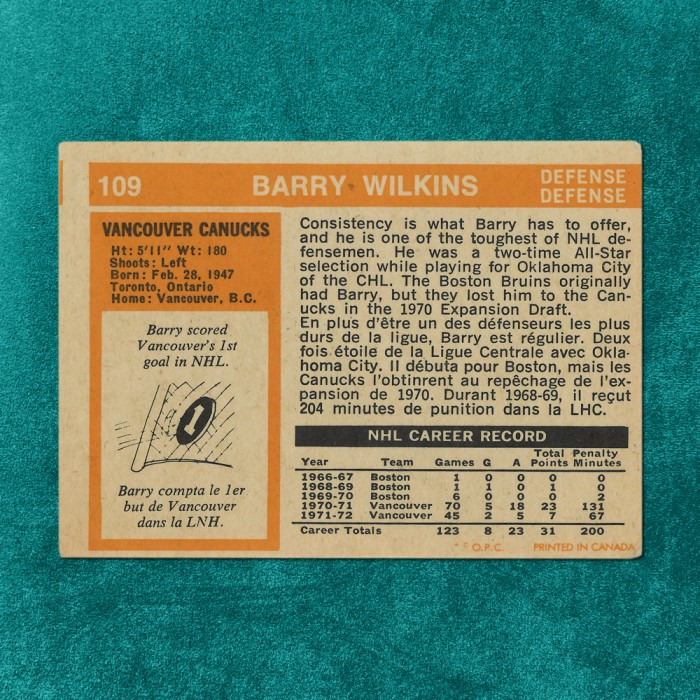 109 BARRY WILKINS DEFENSE
DEFENSE
VANCOUVER CANUCKS
Ht: 5'11" Wt: 180
Shoots: Left
Born: Feb. 28, 1947
Toronto, Ontario
Home: Vancouver, B.C.
Barry scored
Vancouver's 1st
goal in NHL.
1
Barry compta le 1er
but de Vancouver
dans la LNH.
Consistency is what Barry has to offer,
and he is one of the toughest of NHL de-
fensemen. He was a two-time All-Star
selection while playing for Oklahoma City
of the CHL. The Boston Bruins originally
had Barry, but they lost him to the Can-
ucks in the 1970 Expansion Draft.
En plus d'être un des défenseurs les plus
durs de la ligue, Barry est régulier. Deux
fois étoile de la Ligue Centrale avec Okla-
homa City. Il débuta pour Boston, mais les
Canucks l'obtinrent au repêchage de l'ex-
pansion de 1970. Durant 1968-69, il reçut
204 minutes de punition dans la LHC.
NHL CAREER RECORD
Year Team Games G A Total Points Penalty Minutes
1966-67 Boston 1 0 0 0 0
1968-69 Boston 1 1 0 1 0
1969-70 Boston 6 0 0 0 2
1970-71 Vancouver 70 5 18 23 131
1971-72 Vancouver 45 2 5 7 67
Career Totals 123 8 23 31 200
O.P.C. PRINTED IN CANADA